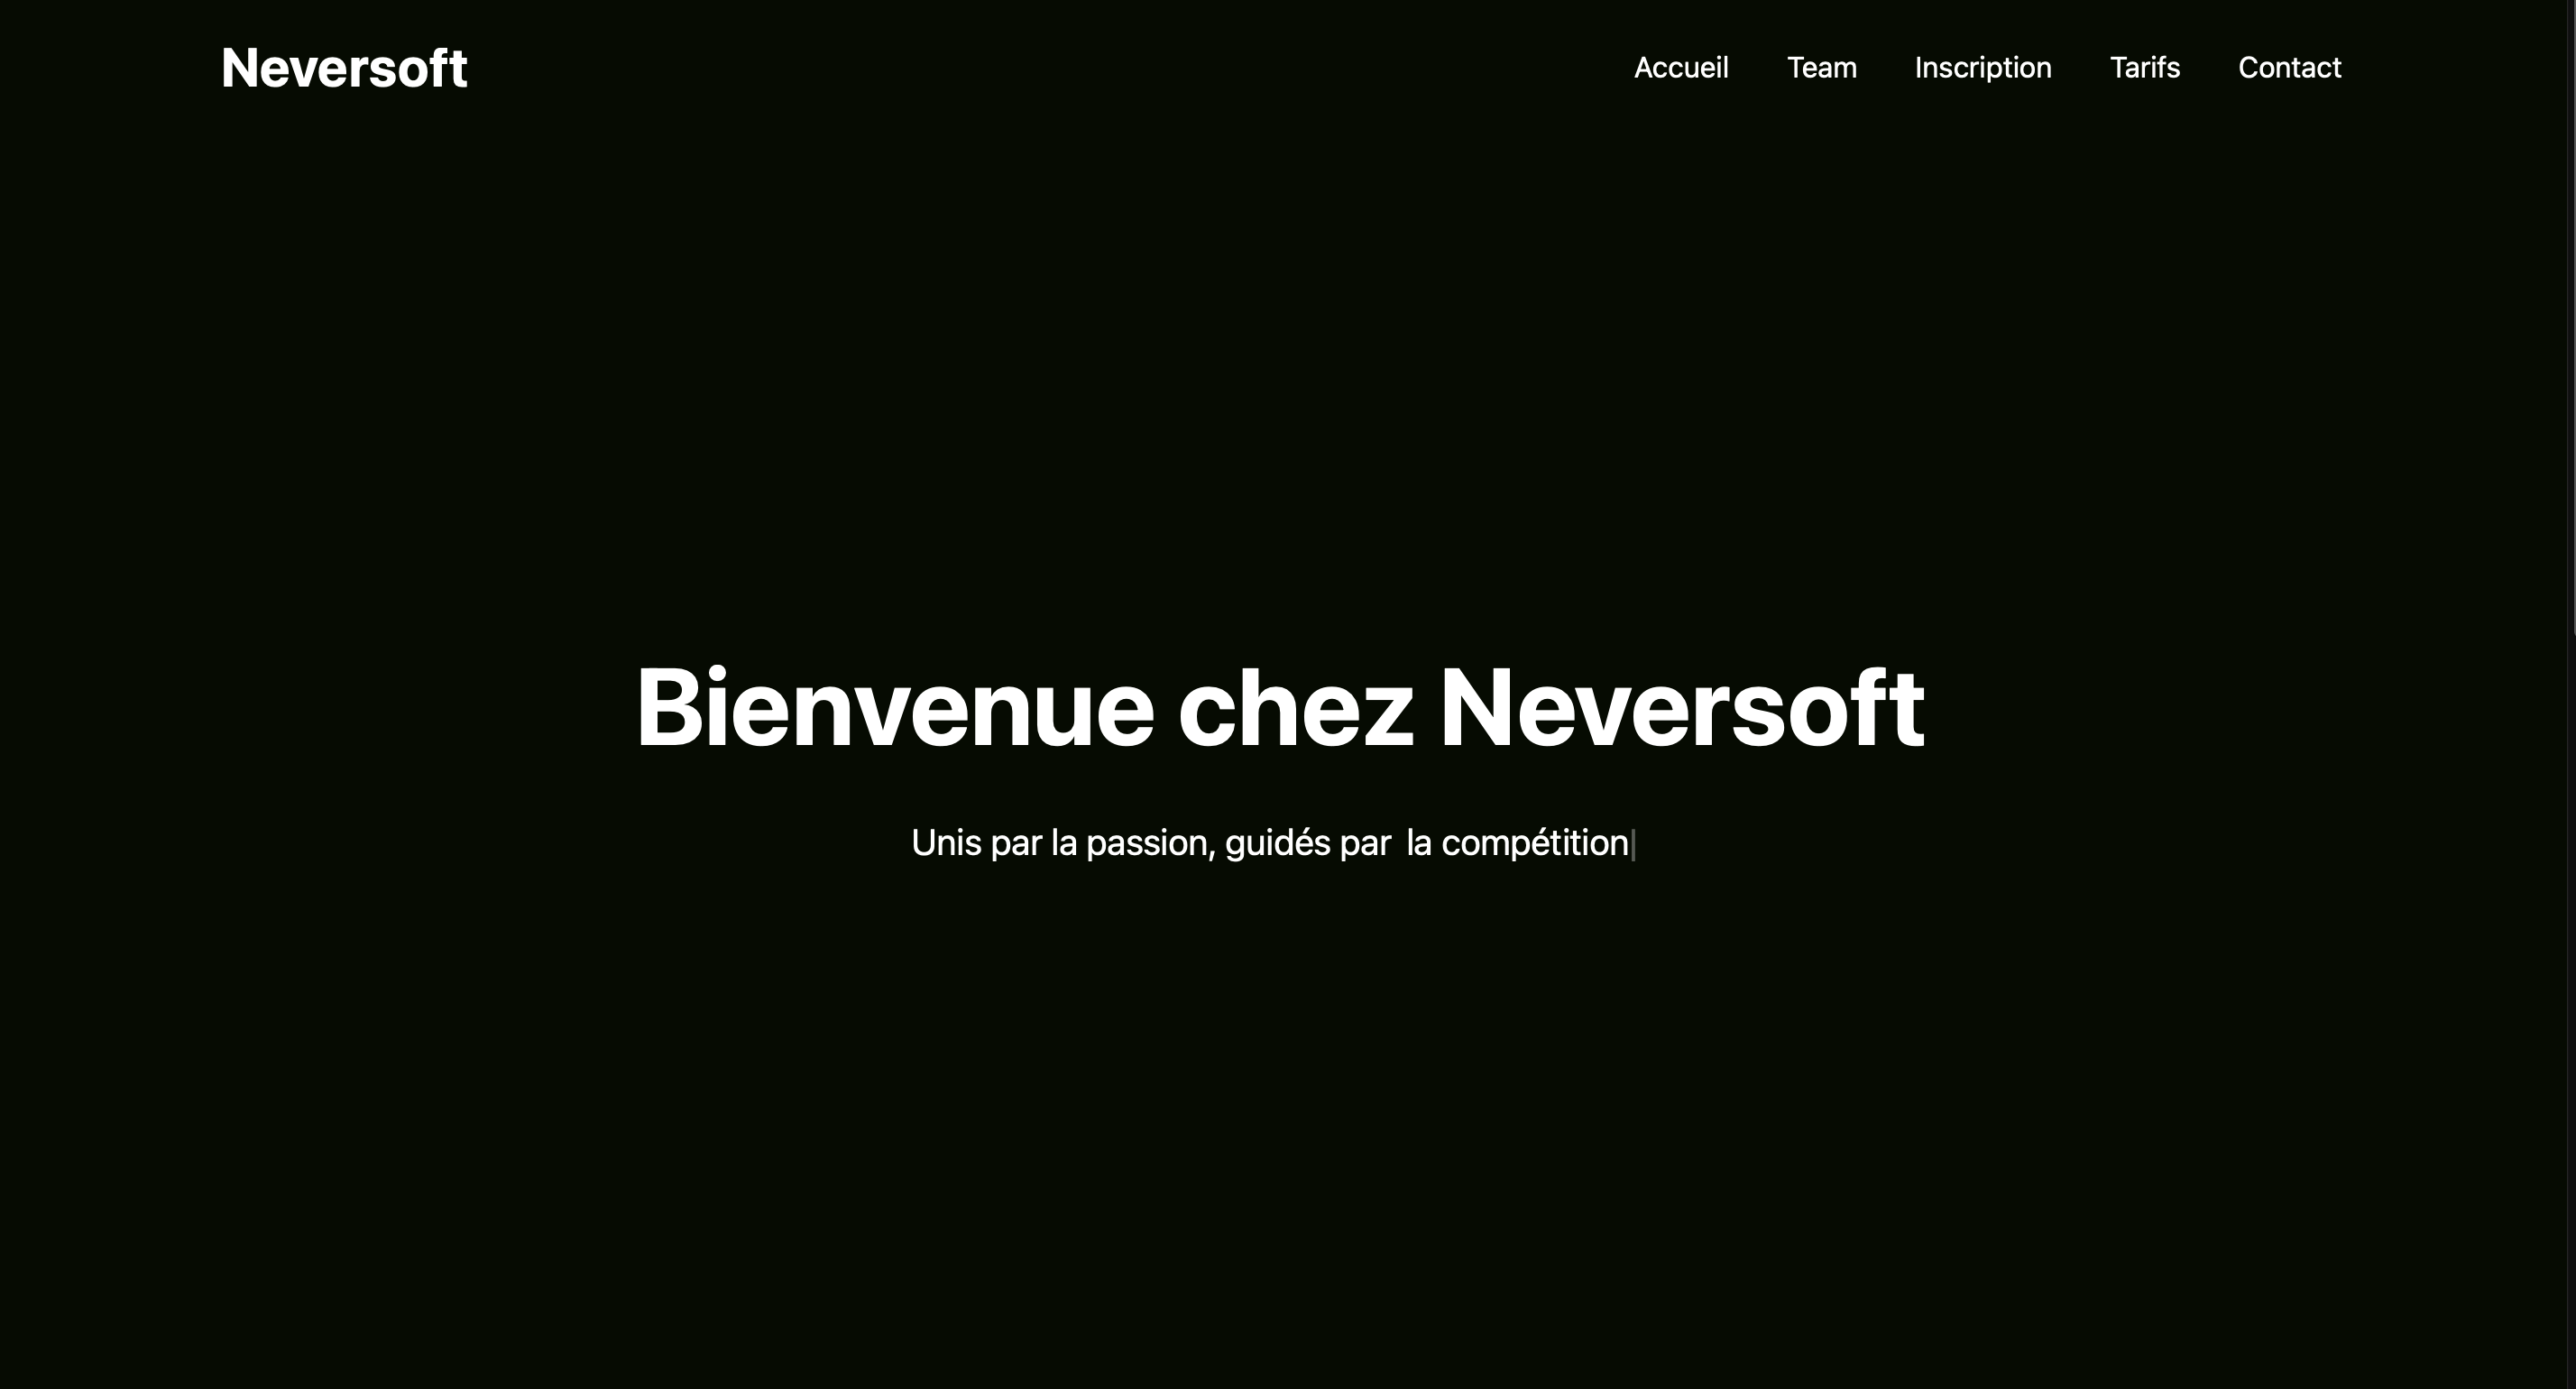 Neversoft
Accueil Team Inscription Tarifs Contact
Bienvenue chez Neversoft
Unis par la passion, guidés par la compétition|